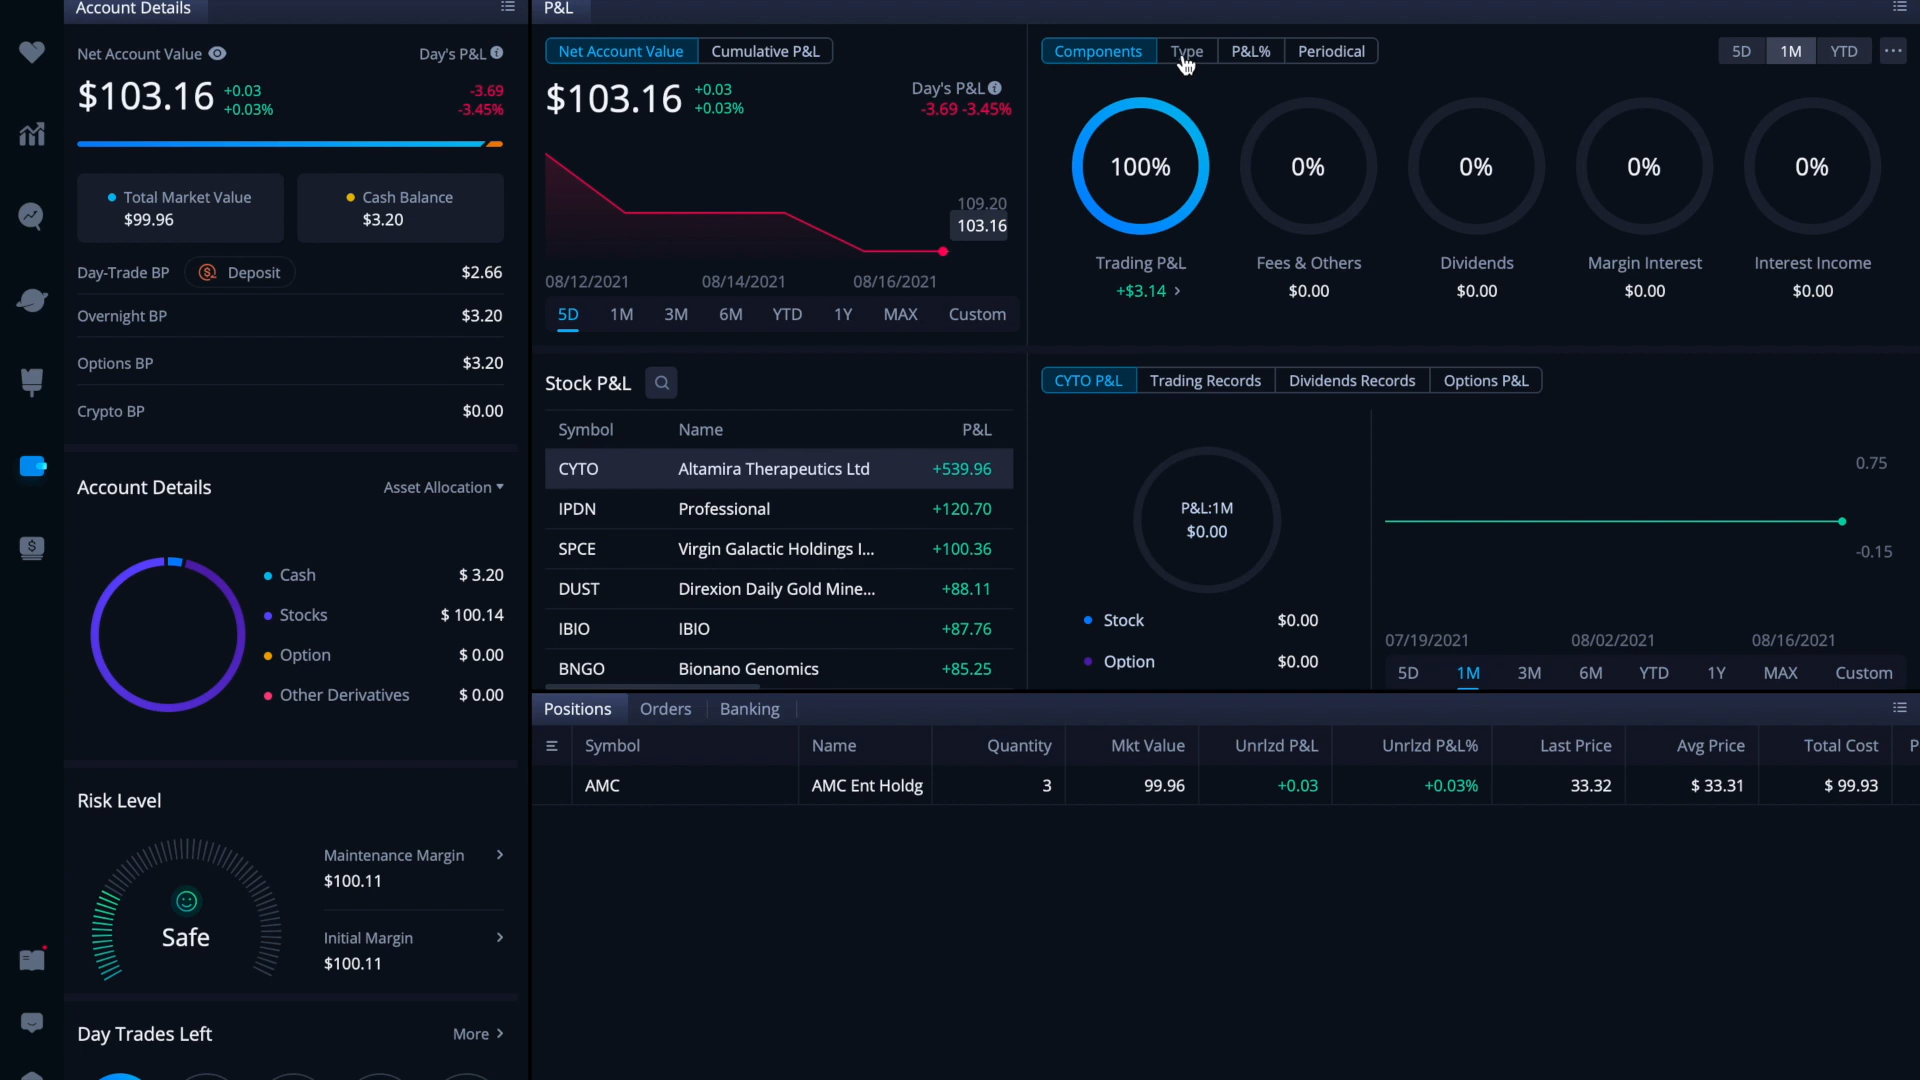 Account Details
Net Account Value
Day's P&L
$103.16
+0.03
+0.03%
-3.69
-3.45%
Total Market Value
$99.96
Cash Balance
$3.20
Day-Trade BP
Deposit
$2.66
Overnight BP
$3.20
Options BP
$3.20
Crypto BP
$0.00
Account Details
Asset Allocation
Cash
$ 3.20
Stocks
$ 100.14
Option
$ 0.00
Other Derivatives
$ 0.00
Risk Level
Safe
Maintenance Margin
$100.11
Initial Margin
$100.11
Day Trades Left
More
P&L
Net Account Value
Cumulative P&L
$103.16
+0.03
+0.03%
Day's P&L
-3.69 -3.45%
109.20
103.16
08/12/2021
08/14/2021
08/16/2021
5D
1M
3M
6M
YTD
1Y
MAX
Custom
Components
Type
P&L%
Periodical
5D
1M
YTD
100%
0%
0%
0%
0%
Trading P&L
Fees & Others
Dividends
Margin Interest
Interest Income
+$3.14
$0.00
$0.00
$0.00
$0.00
Stock P&L
Symbol Name P&L
CYTO Altamira Therapeutics Ltd +539.96
IPDN Professional +120.70
SPCE Virgin Galactic Holdings I... +100.36
DUST Direxion Daily Gold Mine... +88.11
IBIO IBIO +87.76
BNGO Bionano Genomics +85.25
CYTO P&L
Trading Records
Dividends Records
Options P&L
P&L:1M
$0.00
Stock
$0.00
Option
$0.00
0.75
-0.15
07/19/2021
08/02/2021
08/16/2021
5D
1M
3M
6M
YTD
1Y
MAX
Custom
Positions
Orders
Banking
Symbol Name Quantity Mkt Value Unrlzd P&L Unrlzd P&L% Last Price Avg Price Total Cost P
AMC AMC Ent Holdg 3 99.96 +0.03 +0.03% 33.32 $ 33.31 $ 99.93